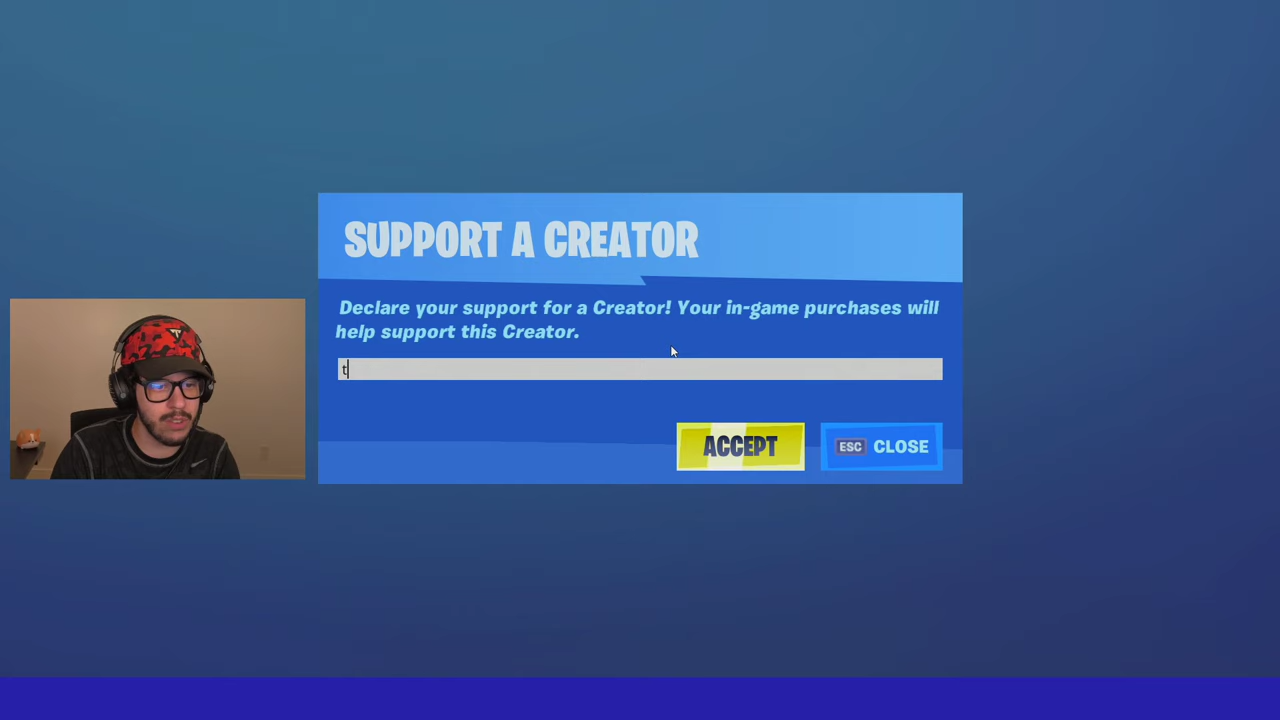 SUPPORT A CREATOR
Declare your support for a Creator! Your in-game purchases will
help support this Creator.
t
ACCEPT
ESC CLOSE